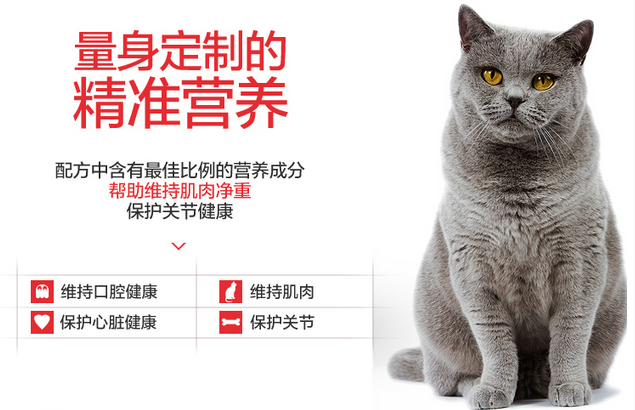 量身定制的
精准营养
配方中含有最佳比例的营养成分
帮助维持肌肉净重
保护关节健康
维持口腔健康
维持肌肉
保护心脏健康
保护关节